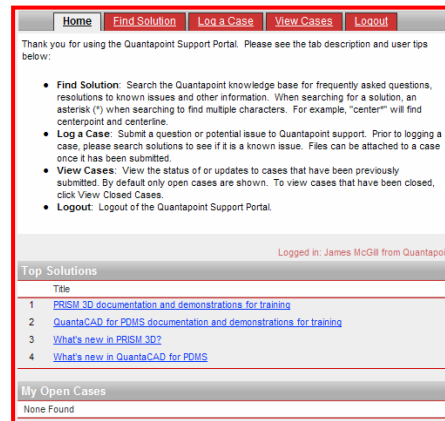 Home Find Solution Log a Case View Cases Logout
Thank you for using the Quantapoint Support Portal. Please see the tab description and user tips
below:
• Find Solution: Search the Quantapoint knowledge base for frequently asked questions,
resolutions to known issues and other information. When searching for a solution, an
asterisk (*) when searching to find multiple characters. For example, "center*" will find
centerpoint and centerline.
• Log a Case: Submit a question or potential issue to Quantapoint support. Prior to logging a
case, please search solutions to see if it is a known issue. Files can be attached to a case
once it has been submitted.
• View Cases: View the status of or updates to cases that have been previously
submitted. By default only open cases are shown. To view cases that have been closed,
click View Closed Cases.
• Logout: Logout of the Quantapoint Support Portal.
Logged in: James McGill from Quantapoi
Top Solutions
Title
1 PRISM 3D documentation and demonstrations for training
2 QuantaCAD for PDMS documentation and demonstrations for training
3 What's new in PRISM 3D?
4 What's new in QuantaCAD for PDMS
My Open Cases
None Found